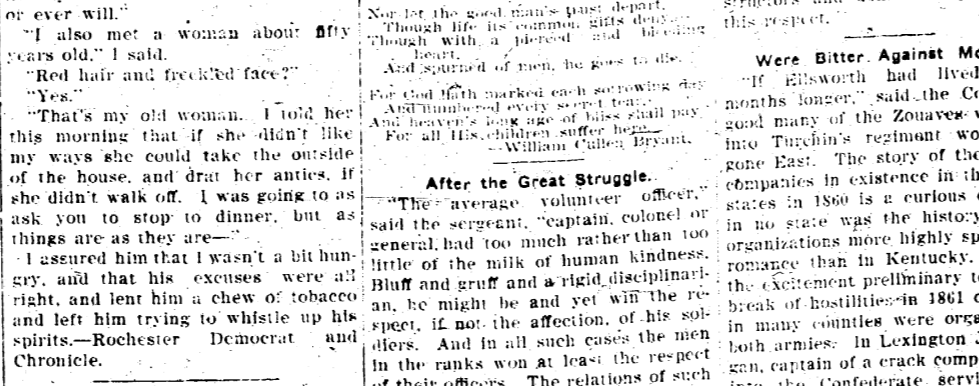 or ever will."
"I also met a woman about fifty
years old," I said.
"Red hair and freckled face?"
"Yes."
"That's my old woman. I told her
this morning that if she didn't like
my ways she could take the outside
of the house, and drat her antics, if
she didn't walk off. I was going to as
ask you to stop to dinner, but as
things are as they are—"
I assured him that I wasn't a bit hun-
gry, and that his excuses were all
right, and lent him a chew of tobacco
and left him trying to whistle up his
spirits.—Rochester Democrat and
Chronicle.
Nor let the good man's trust depart,
Though life its common gifts deny—
Though with a pierced and bleeding
heart,
And spurned of men, he goes to die.
For God hath marked each sorrowing day
And numbered every secret tear,
And heaven's long age of bliss shall pay
For all His children suffer here.
—William Cullen Bryant.
After the Great Struggle.
"The average volunteer officer,"
said the sergeant, "captain, colonel or
general, had too much rather than too
little of the milk of human kindness.
Bluff and gruff and a rigid disciplinari-
an, he might be and yet win the re-
spect, if not the affection, of his sol-
diers. And in all such cases the men
in the ranks won at least the respect
of their officers. The relations of such
this respect."
Were Bitter Against
"If Ellsworth had lived
months longer," said the
good many of the Zouaves
into Turchin's regiment
gone East. The story of the
companies in existence in
states in 1860 is a curious
in no state was the history
organizations more highly
romance than in Kentucky.
the excitement preliminary
break of hostilities in 1861
in many counties were
both armies. In Lexington
gan, captain of a crack
into the Confederate